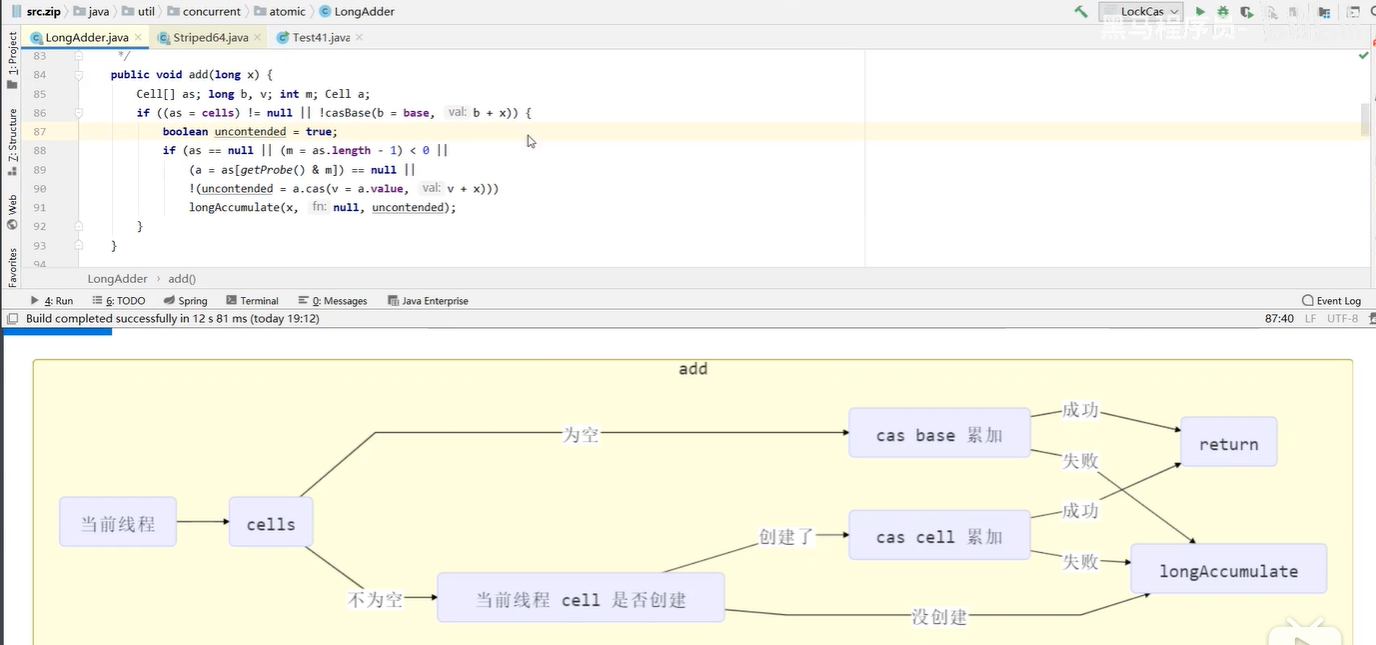 src.zip java util concurrent atomic LongAdder LockCas
黑马程序员-
LongAdder.java Striped64.java Test41.java
1: Project
Z: Structure
Web
Favorites
83 */
84 public void add(long x) {
85 Cell[] as; long b, v; int m; Cell a;
86 if ((as = cells) != null || !casBase(b = base, val: b + x)) {
87 boolean uncontended = true;
88 if (as == null || (m = as.length - 1) < 0 ||
89 (a = as[getProbe() & m]) == null ||
90 !(uncontended = a.cas(v = a.value, val: v + x)))
91 longAccumulate(x, fn: null, uncontended);
92 }
93 }
94
LongAdder › add()
4: Run 6: TODO Spring Terminal 0: Messages Java Enterprise Event Log
Build completed successfully in 12 s 81 ms (today 19:12) 87:40 LF UTF-8
add
当前线程
cells
为空
不为空
cas base 累加
成功
失败
return
当前线程 cell 是否创建
创建了
cas cell 累加
成功
失败
没创建
longAccumulate